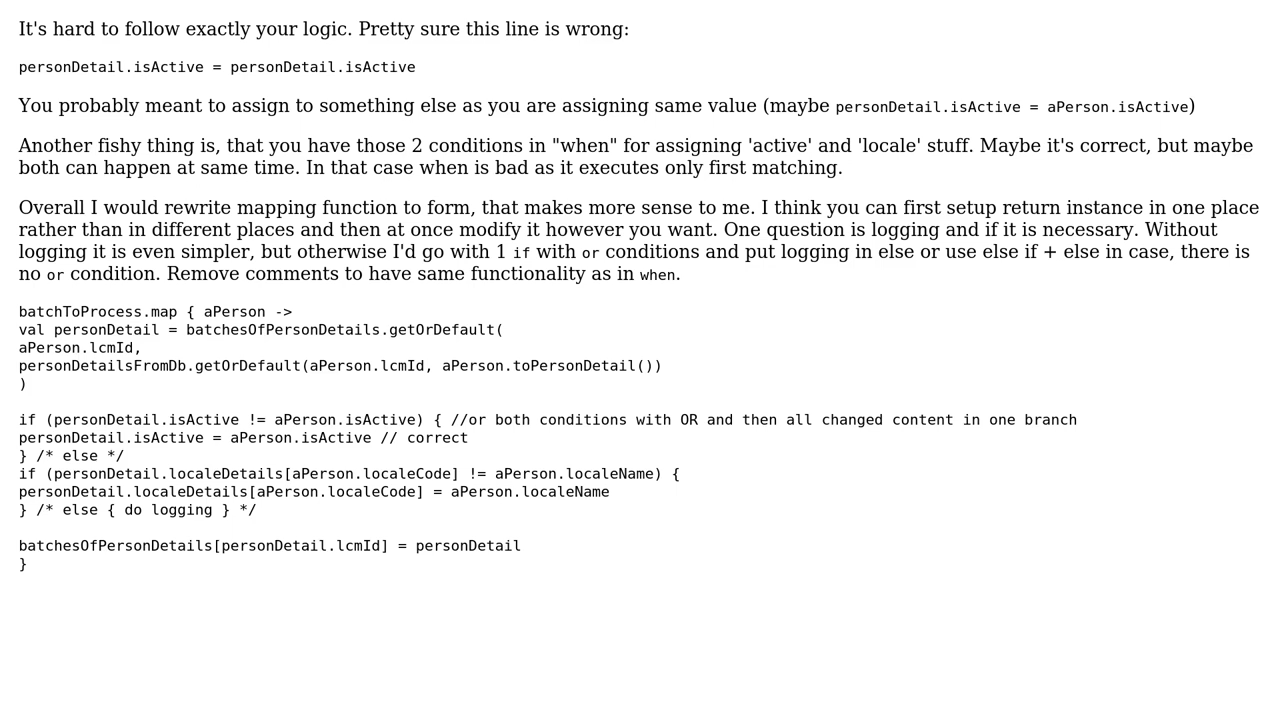 It's hard to follow exactly your logic. Pretty sure this line is wrong:
personDetail.isActive = personDetail.isActive
You probably meant to assign to something else as you are assigning same value (maybe personDetail.isActive = aPerson.isActive)
Another fishy thing is, that you have those 2 conditions in "when" for assigning 'active' and 'locale' stuff. Maybe it's correct, but maybe
both can happen at same time. In that case when is bad as it executes only first matching.
Overall I would rewrite mapping function to form, that makes more sense to me. I think you can first setup return instance in one place
rather than in different places and then at once modify it however you want. One question is logging and if it is necessary. Without
logging it is even simpler, but otherwise I'd go with 1 if with or conditions and put logging in else or use else if + else in case, there is
no or condition. Remove comments to have same functionality as in when.
batchToProcess.map { aPerson ->
val personDetail = batchesOfPersonDetails.getOrDefault(
aPerson.lcmId,
personDetailsFromDb.getOrDefault(aPerson.lcmId, aPerson.toPersonDetail())
)
if (personDetail.isActive != aPerson.isActive) { //or both conditions with OR and then all changed content in one branch
personDetail.isActive = aPerson.isActive // correct
} /* else */
if (personDetail.localeDetails[aPerson.localeCode] != aPerson.localeName) {
personDetail.localeDetails[aPerson.localeCode] = aPerson.localeName
} /* else { do logging } */
batchesOfPersonDetails[personDetail.lcmId] = personDetail
}